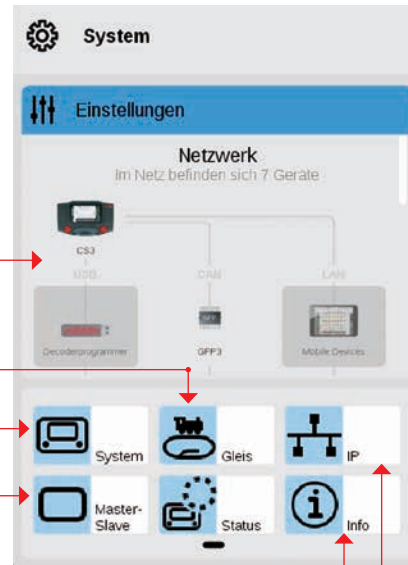 System
Einstellungen
Netzwerk
Im Netz befinden sich 7 Geräte
CS3
USB
CAN
LAN
Decoderprogrammer
GFP3
Mobile Devices
System
Gleis
IP
Master-
Slave
Status
Info